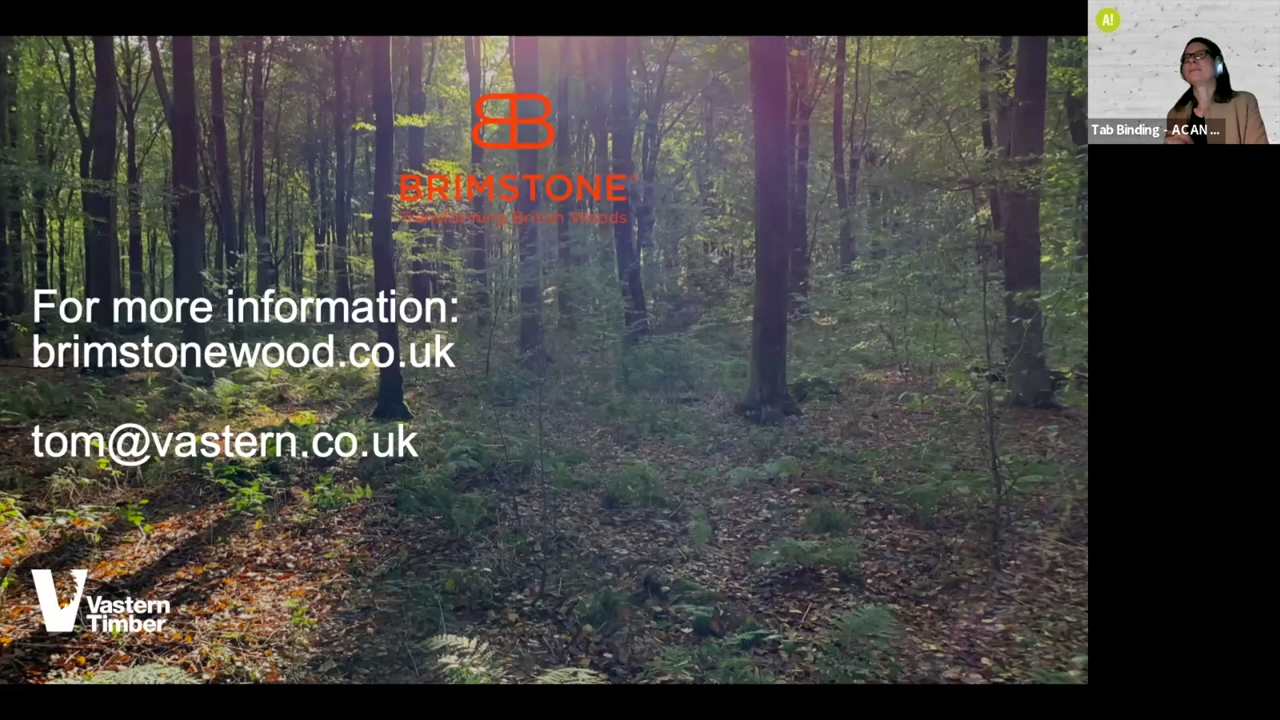 BRIMSTONE
Transforming British Woods
For more information:
brimstonewood.co.uk
tom@vastern.co.uk
Vastern
Timber
A!
Tab Binding - ACAN ...